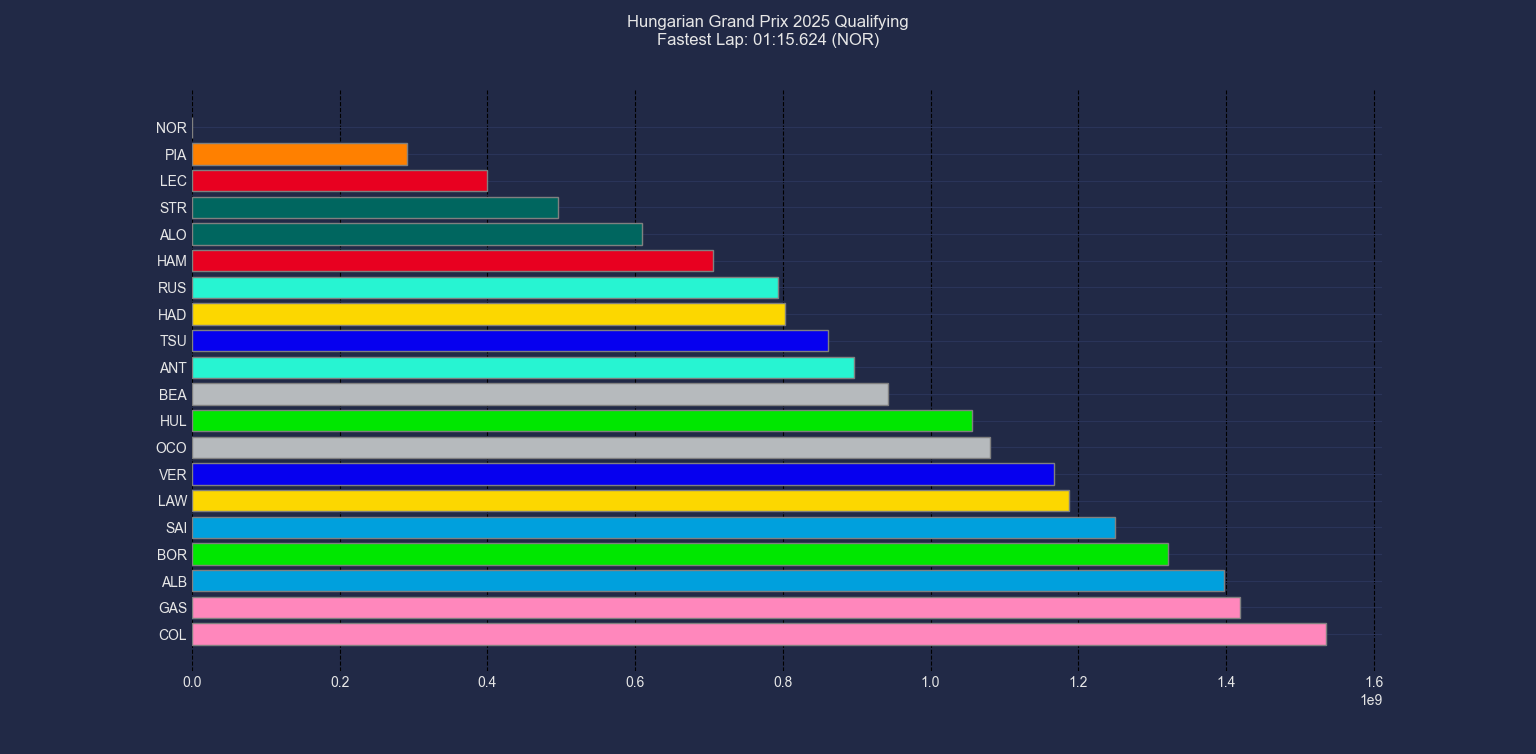 Hungarian Grand Prix 2025 Qualifying
Fastest Lap: 01:15.624 (NOR)
NOR
PIA
LEC
STR
ALO
HAM
RUS
HAD
TSU
ANT
BEA
HUL
OCO
VER
LAW
SAI
BOR
ALB
GAS
COL
0.0 0.2 0.4 0.6 0.8 1.0 1.2 1.4 1.6
1e9